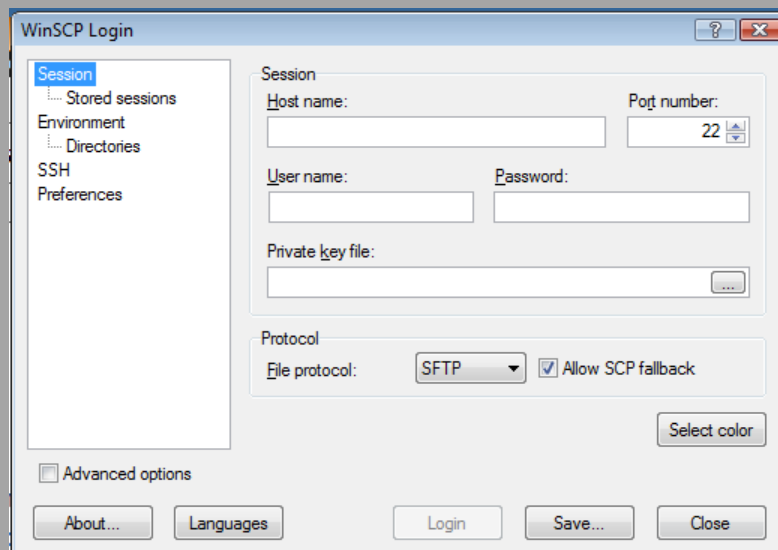 WinSCP Login
Session
Stored sessions
Environment
Directories
SSH
Preferences
Session
Host name:
Port number:
22
User name:
Password:
Private key file:
...
Protocol
File protocol:
SFTP
Allow SCP fallback
Select color
Advanced options
About...
Languages
Login
Save...
Close